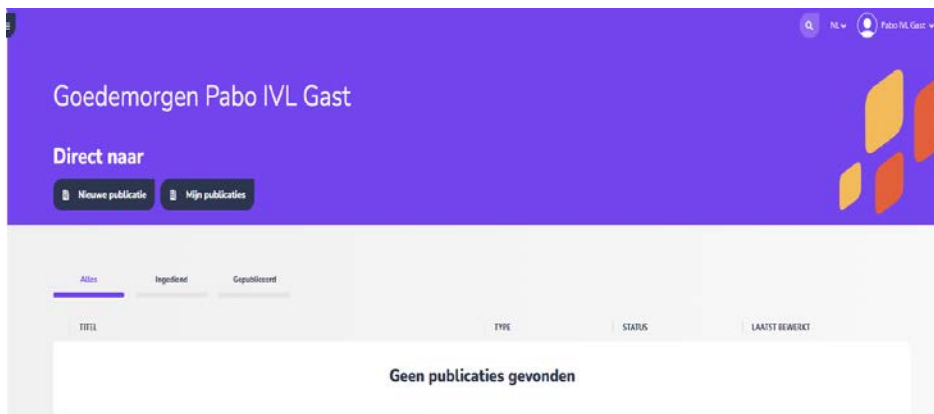 NL Pabo IVL Gast
Goedemorgen Pabo IVL Gast
Direct naar
Nieuwe publicatie Mijn publicaties
Alles Ingediend Gepubliceerd
TITEL TYPE STATUS LAATST BEWERKT
Geen publicaties gevonden